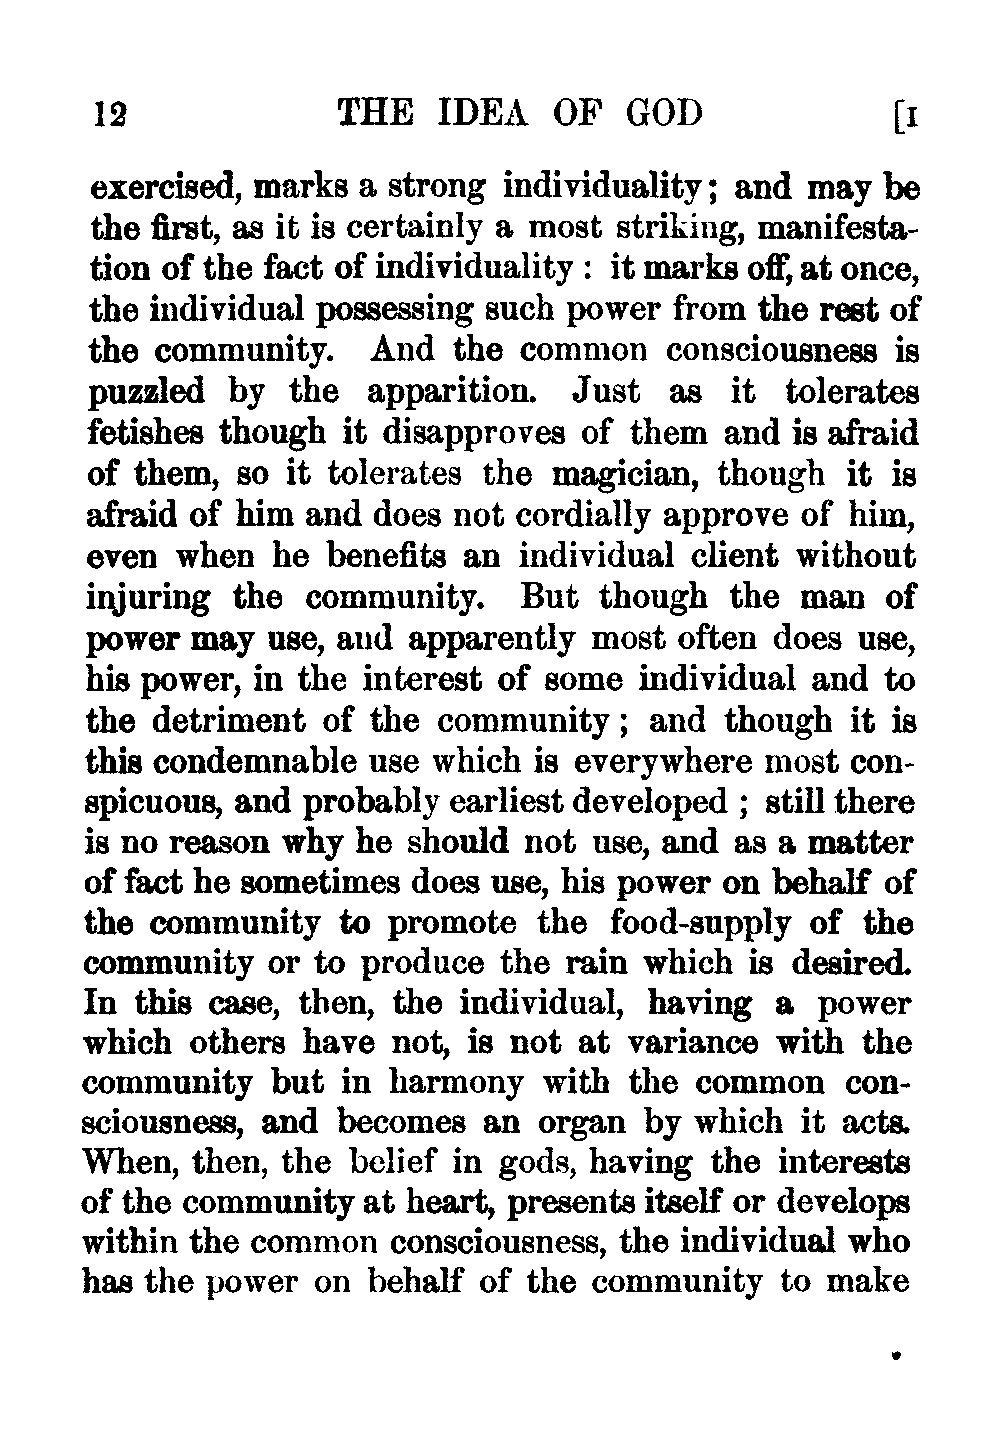 12 THE IDEA OF GOD [I
exercised, marks a strong individuality; and may be
the first, as it is certainly a most striking, manifesta-
tion of the fact of individuality : it marks off, at once,
the individual possessing such power from the rest of
the community. And the common consciousness is
puzzled by the apparition. Just as it tolerates
fetishes though it disapproves of them and is afraid
of them, so it tolerates the magician, though it is
afraid of him and does not cordially approve of him,
even when he benefits an individual client without
injuring the community. But though the man of
power may use, and apparently most often does use,
his power, in the interest of some individual and to
the detriment of the community ; and though it is
this condemnable use which is everywhere most con-
spicuous, and probably earliest developed ; still there
is no reason why he should not use, and as a matter
of fact he sometimes does use, his power on behalf of
the community to promote the food-supply of the
community or to produce the rain which is desired.
In this case, then, the individual, having a power
which others have not, is not at variance with the
community but in harmony with the common con-
sciousness, and becomes an organ by which it acts.
When, then, the belief in gods, having the interests
of the community at heart, presents itself or develops
within the common consciousness, the individual who
has the power on behalf of the community to make